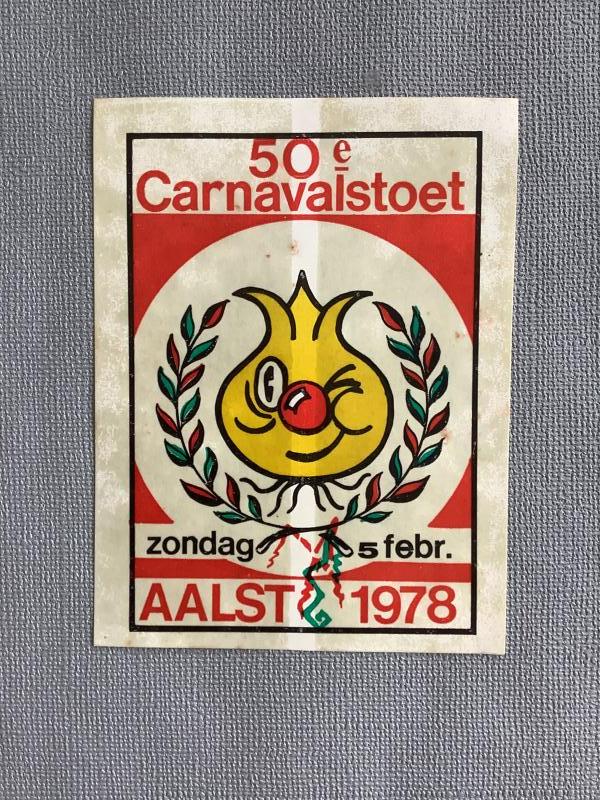 50e
Carnavalstoet
zondag 5 febr.
AALST 1978